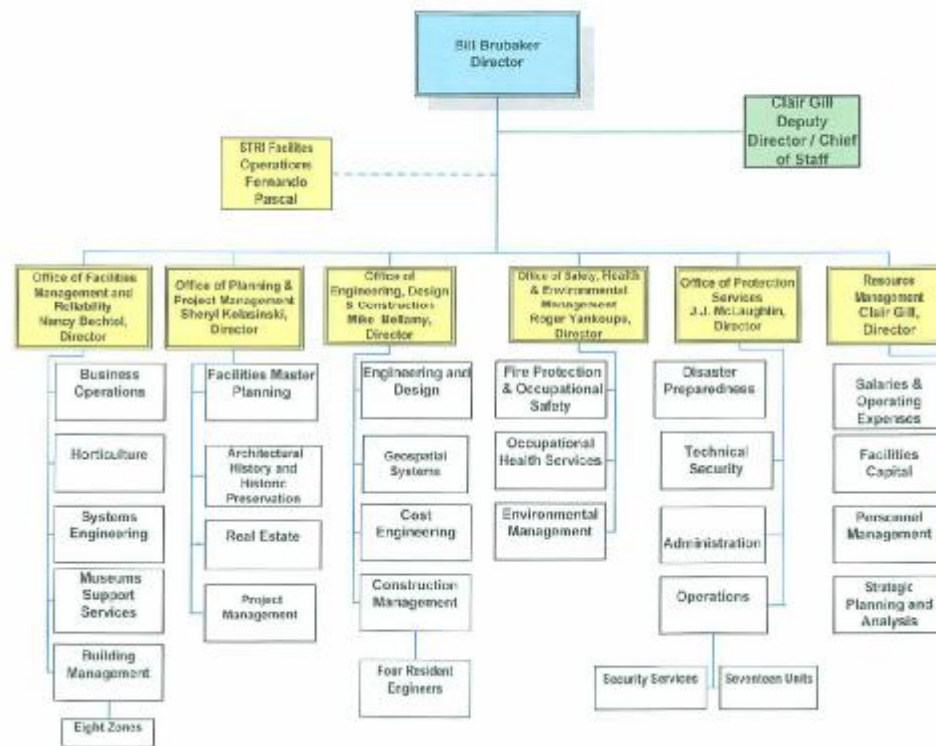 Bill Brubaker
Director
Clair Gill
Deputy
Director / Chief
of Staff
STRI Facilites
Operations
Fernando
Pascal
Office of Facilities
Management and
Reliability
Nancy Bechtol,
Director
Office of Planning &
Project Management
Sheryl Kolasinski,
Director
Office of
Engineering, Design
& Construction
Mike Bellamy,
Director
Office of Safety, Health
& Environmental
Management
Roger Yankoupe,
Director
Office of Protection
Services
J.J. McLaughlin,
Director
Resource
Management
Clair Gill,
Director
Business
Operations
Horticulture
Systems
Engineering
Museums
Support
Services
Building
Management
Eight Zones
Facilities Master
Planning
Architectural
History and
Historic
Preservation
Real Estate
Project
Management
Engineering and
Design
Geospatial
Systems
Cost
Engineering
Construction
Management
Four Resident
Engineers
Fire Protection
& Occupational
Safety
Occupational
Health Services
Environmental
Management
Disaster
Preparedness
Technical
Security
Administration
Operations
Security Services
Seventeen Units
Salaries &
Operating
Expenses
Facilities
Capital
Personnel
Management
Strategic
Planning and
Analysis